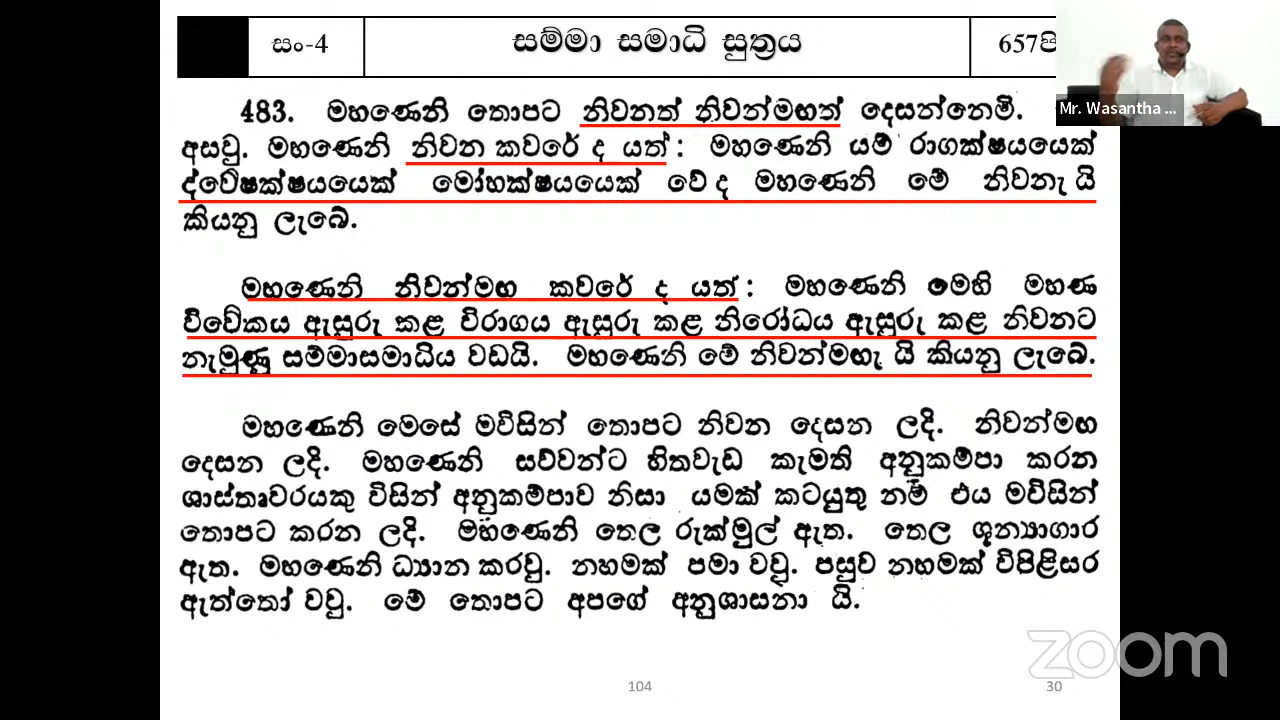 සං-4 සම්මා සමාධි සුත්‍රය 657පි
Mr. Wasantha ...
483. මහණෙනි තොපට නිවනත් නිවන්මඟත් දෙසන්නෙමි.
අසවු. මහණෙනි නිවන කවරේ ද යත්: මහණෙනි යම් රාගක්ෂයයෙක්
ද්වේෂක්ෂයයෙක් මෝහක්ෂයයෙක් වේ ද මහණෙනි මේ නිවනැ යි
කියනු ලැබේ.
මහණෙනි නිවන්මඟ කවරේ ද යත්: මහණෙනි මෙහි මහණ
විවේකය ඇසුරු කළ විරාගය ඇසුරු කළ නිරෝධය ඇසුරු කළ නිවනට
නැමුණු සම්මාසමාධිය වඩයි. මහණෙනි මේ නිවන්මඟැ යි කියනු ලැබේ.
මහණෙනි මෙසේ මවිසින් තොපට නිවන දෙසන ලදි. නිවන්මඟ
දෙසන ලදි. මහණෙනි සව්වන්ට හිතවැඩ කැමති අනුකම්පා කරන
ශාස්තෘවරයකු විසින් අනුකම්පාව නිසා යමක් කටයුතු නම් එය මවිසින්
තොපට කරන ලදි. මහණෙනි තෙල රුක්මුල් ඇත. තෙල ශූන්‍යාගාර
ඇත. මහණෙනි ධ්‍යාන කරවු. නහමක් පමා වවු. පසුව නහමක් විපිළිසර
ඇත්තෝ වවු. මේ තොපට අපගේ අනුශාසනා යි.
zoom
104 30